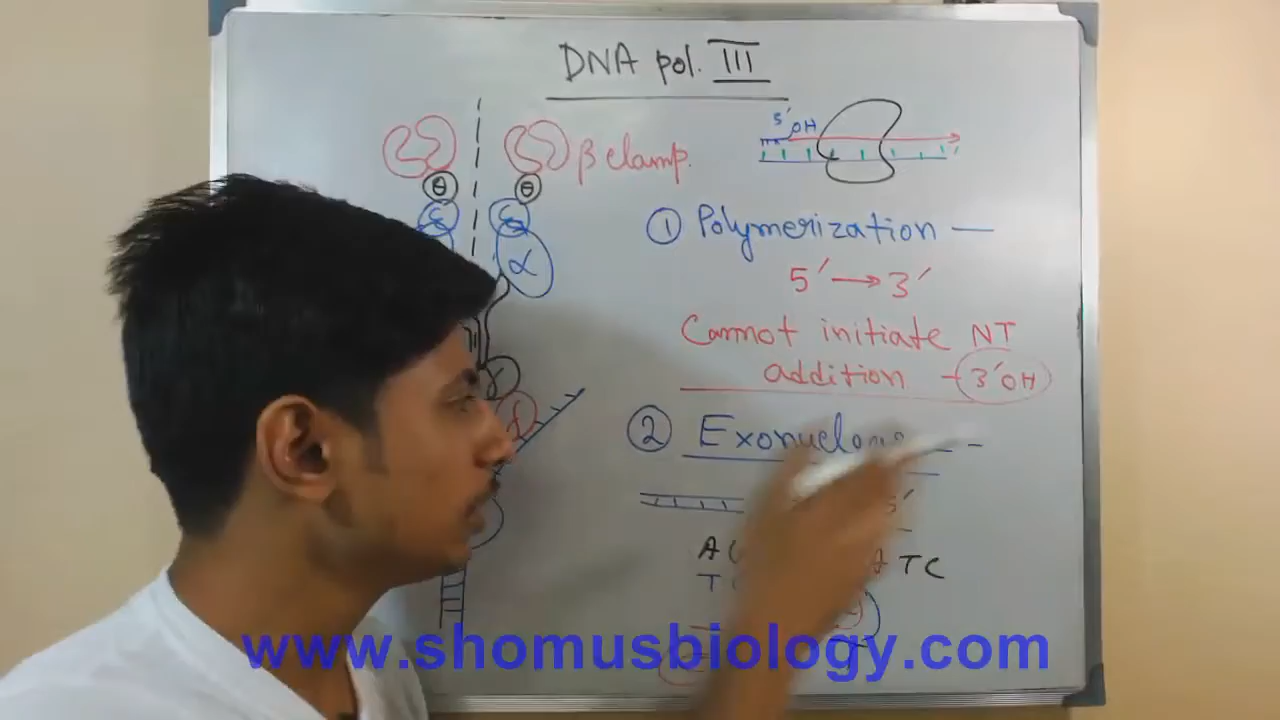 DNA pol. III
5' OH
θ θ β clamp.
ε ε
α
① Polymerization —
5' → 3'
Cannot initiate NT
addition - 3'OH
② Exonuclease -
A
A TC
T
www.shomusbiology.com